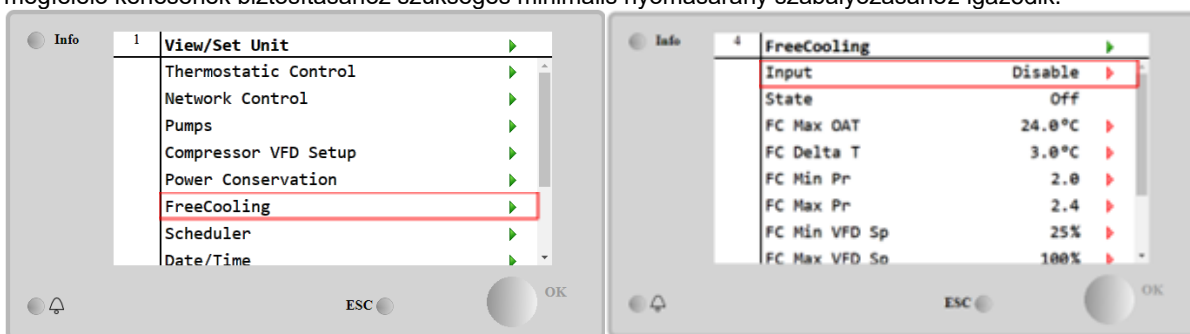 megfelelő kenésének biztosításához szükséges minimális nyomásarány szabályozásához igazodik.
Info
1 View/Set Unit
Thermostatic Control
Network Control
Pumps
Compressor VFD Setup
Power Conservation
FreeCooling
Scheduler
Date/Time
ESC
OK
Info
4 FreeCooling
Input Disable
State Off
FC Max OAT 24.0°C
FC Delta T 3.0°C
FC Min Pr 2.0
FC Max Pr 2.4
FC Min VFD Sp 25%
FC Max VFD Sp 100%
ESC
OK